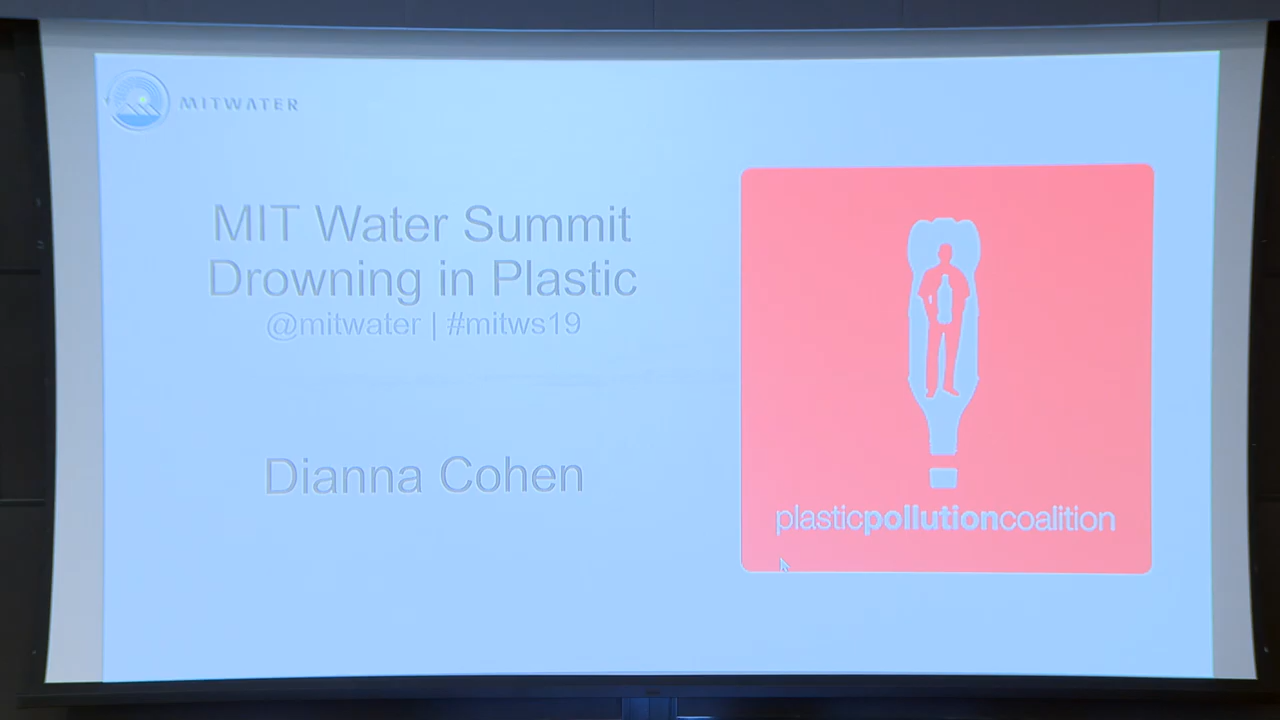 MITWATER
MIT Water Summit
Drowning in Plastic
@mitwater | #mitws19
Dianna Cohen
plasticpollutioncoalition